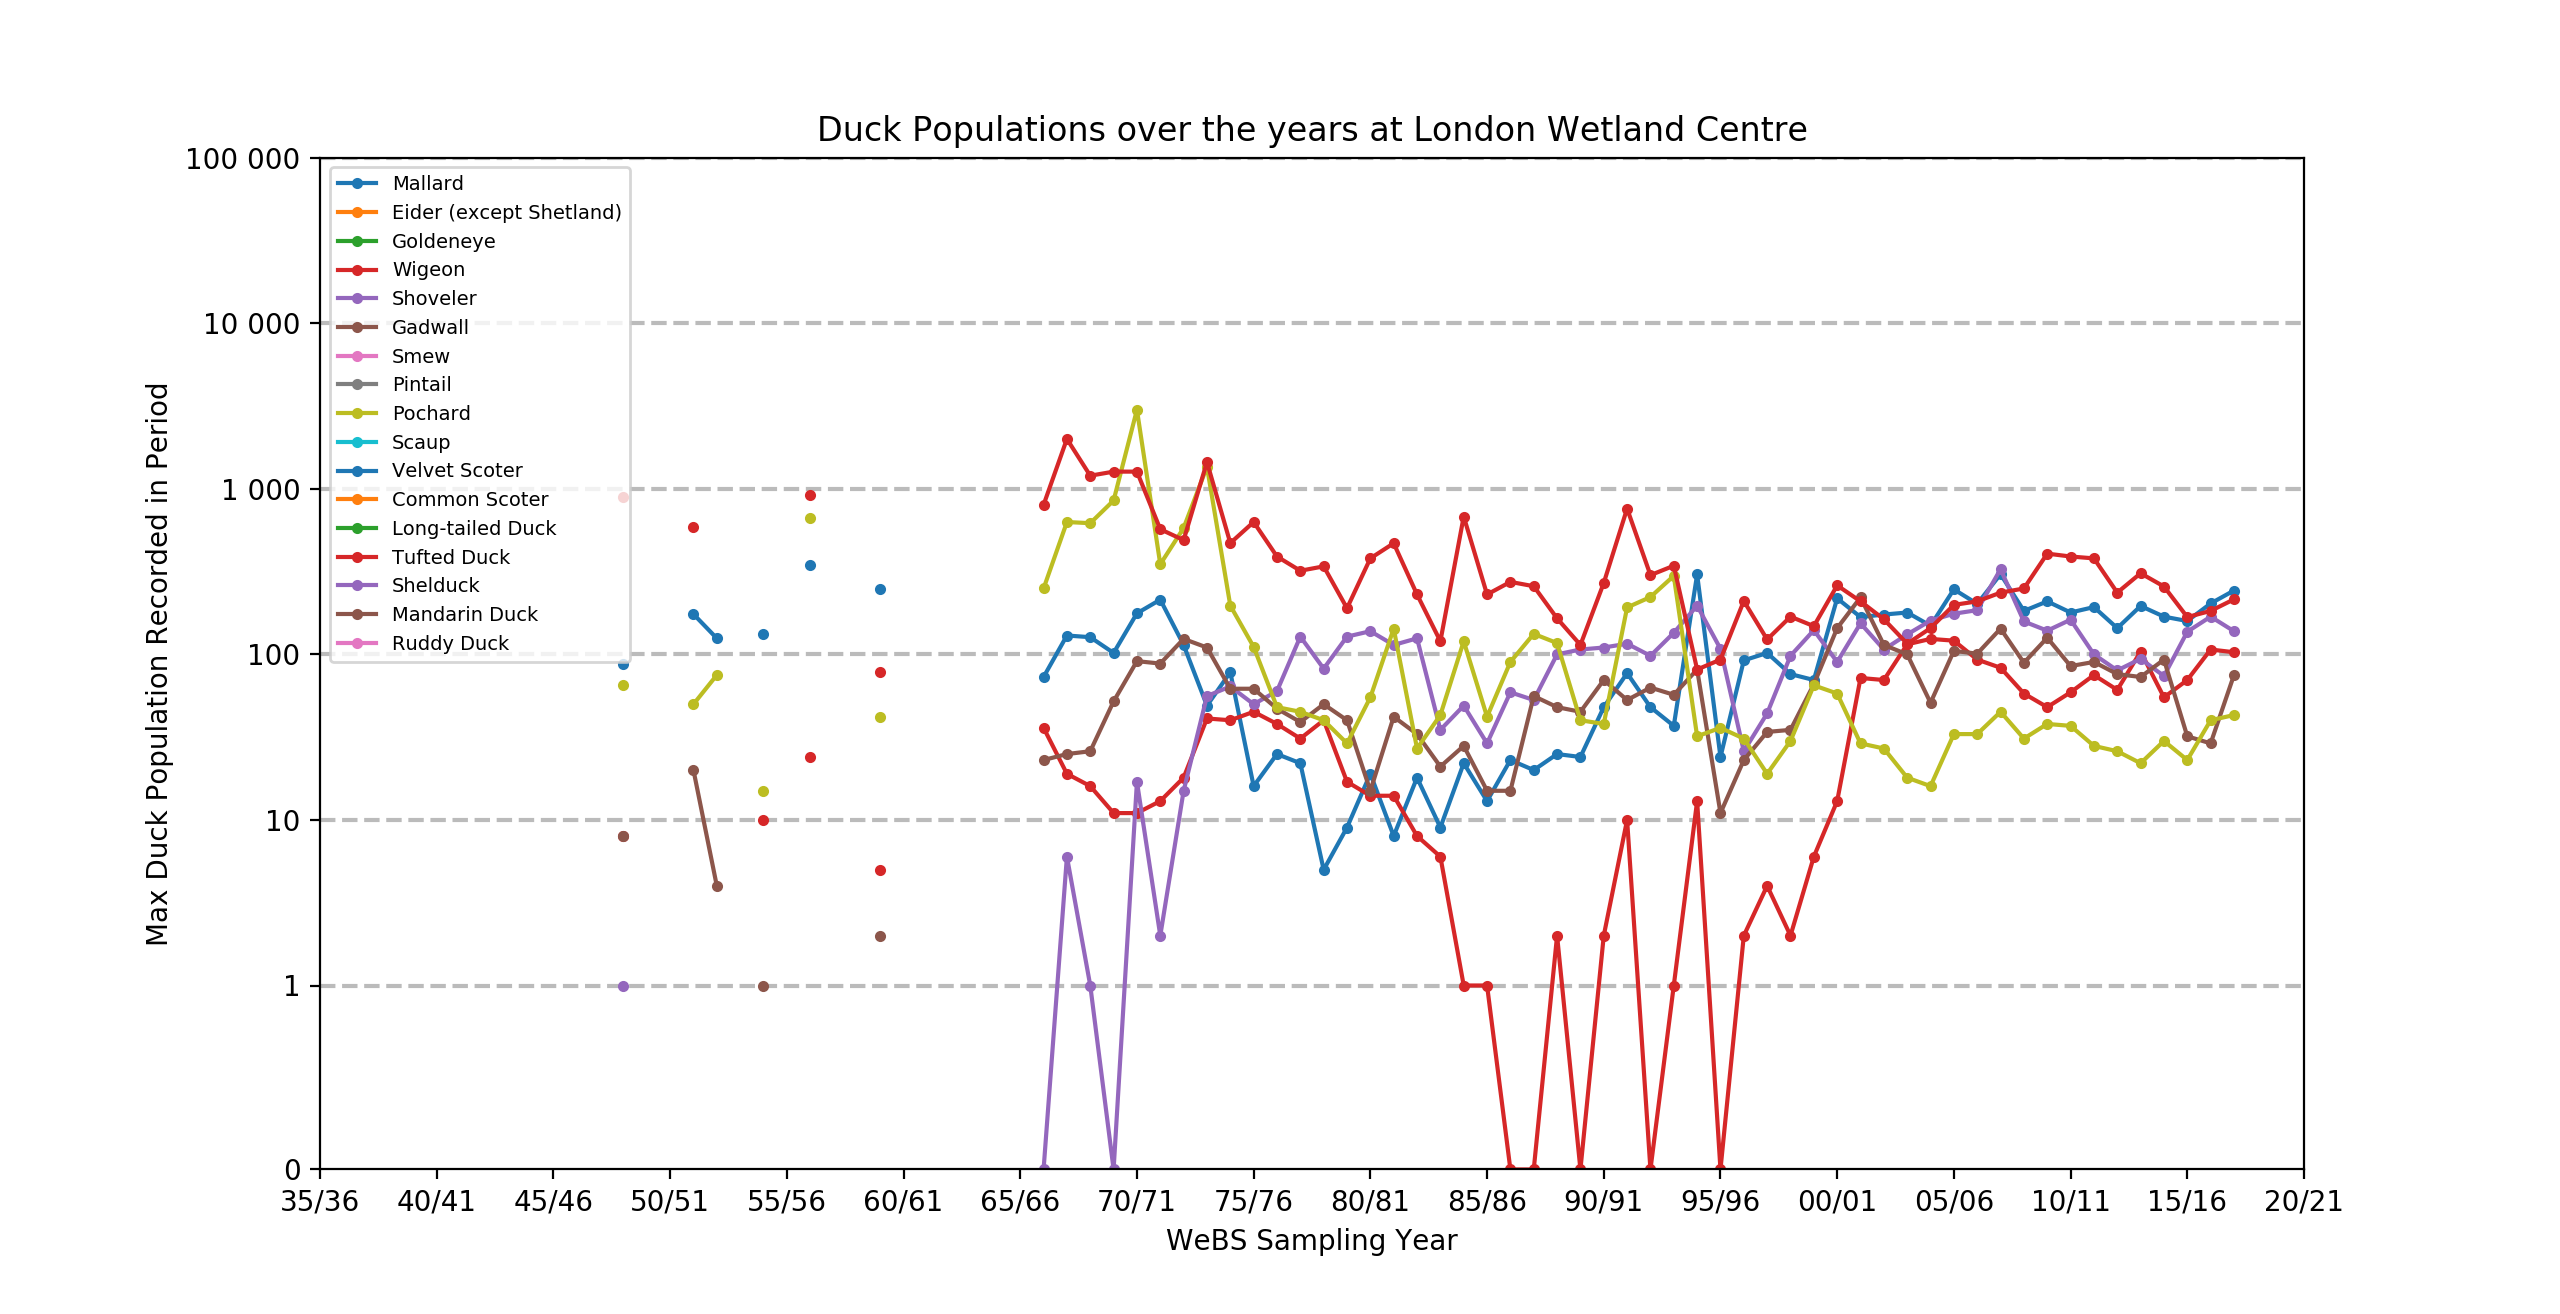 Duck Populations over the years at London Wetland Centre
100 000
10 000
1 000
100
10
1
0
Max Duck Population Recorded in Period
Mallard
Eider (except Shetland)
Goldeneye
Wigeon
Shoveler
Gadwall
Smew
Pintail
Pochard
Scaup
Velvet Scoter
Common Scoter
Long-tailed Duck
Tufted Duck
Shelduck
Mandarin Duck
Ruddy Duck
35/36 40/41 45/46 50/51 55/56 60/61 65/66 70/71 75/76 80/81 85/86 90/91 95/96 00/01 05/06 10/11 15/16 20/21
WeBS Sampling Year